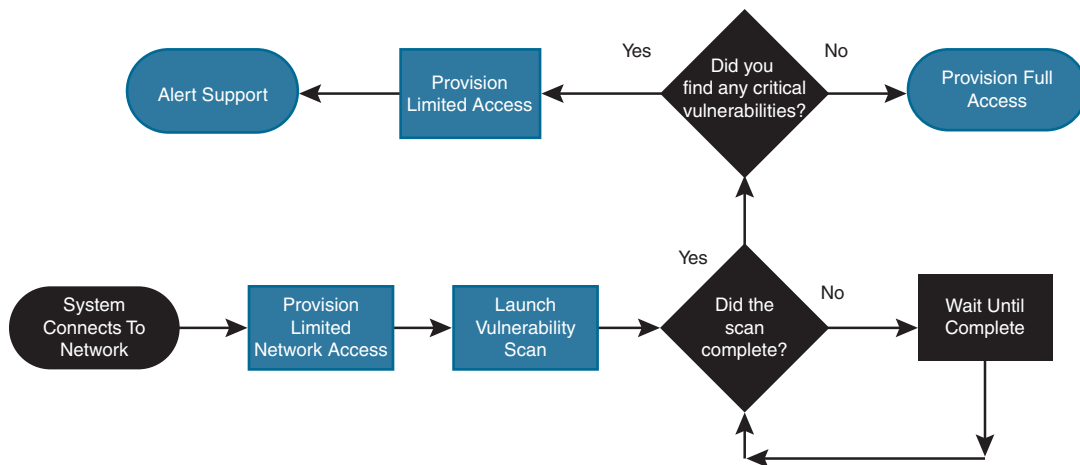 Alert Support
Provision
Limited Access
Yes
Did you
find any critical
vulnerabilities?
No
Provision Full
Access
System
Connects To
Network
Provision
Limited
Network Access
Launch
Vulnerability
Scan
Yes
Did the
scan
complete?
No
Wait Until
Complete